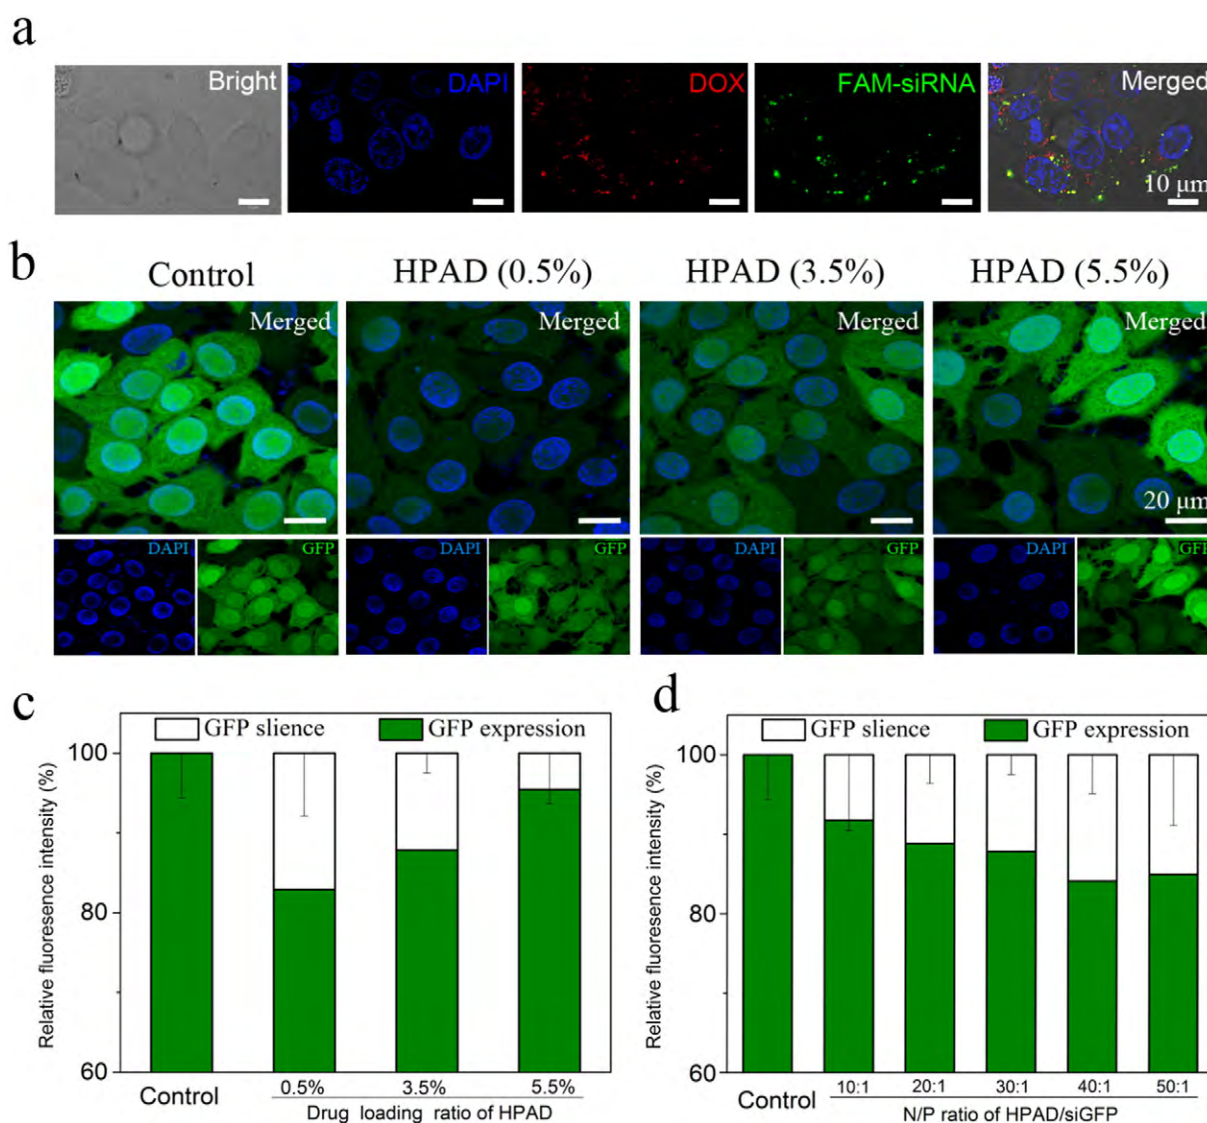 a
Bright
DAPI
DOX
FAM-siRNA
Merged
10 μm
b
Control
HPAD (0.5%)
HPAD (3.5%)
HPAD (5.5%)
Merged
Merged
Merged
Merged
20 μm
DAPI
GFP
DAPI
GFP
DAPI
GFP
DAPI
GFP
c
GFP slience
GFP expression
Relative fluoresence intensity (%)
100
80
60
Control
0.5%
3.5%
5.5%
Drug loading ratio of HPAD
d
GFP slience
GFP expression
Relative fluoresence intensity (%)
100
80
60
Control
10:1
20:1
30:1
40:1
50:1
N/P ratio of HPAD/siGFP